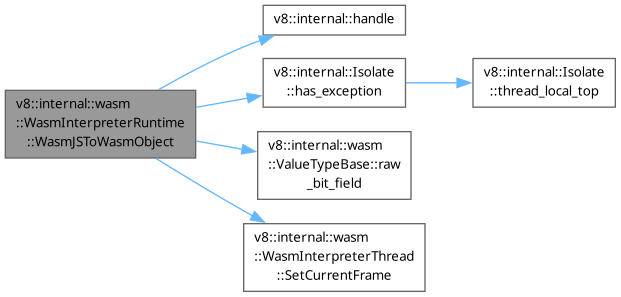 v8::internal::wasm
::WasmInterpreterRuntime
::WasmJSToWasmObject
v8::internal::handle
v8::internal::Isolate
::has_exception
v8::internal::Isolate
::thread_local_top
v8::internal::wasm
::ValueTypeBase::raw
_bit_field
v8::internal::wasm
::WasmInterpreterThread
::SetCurrentFrame